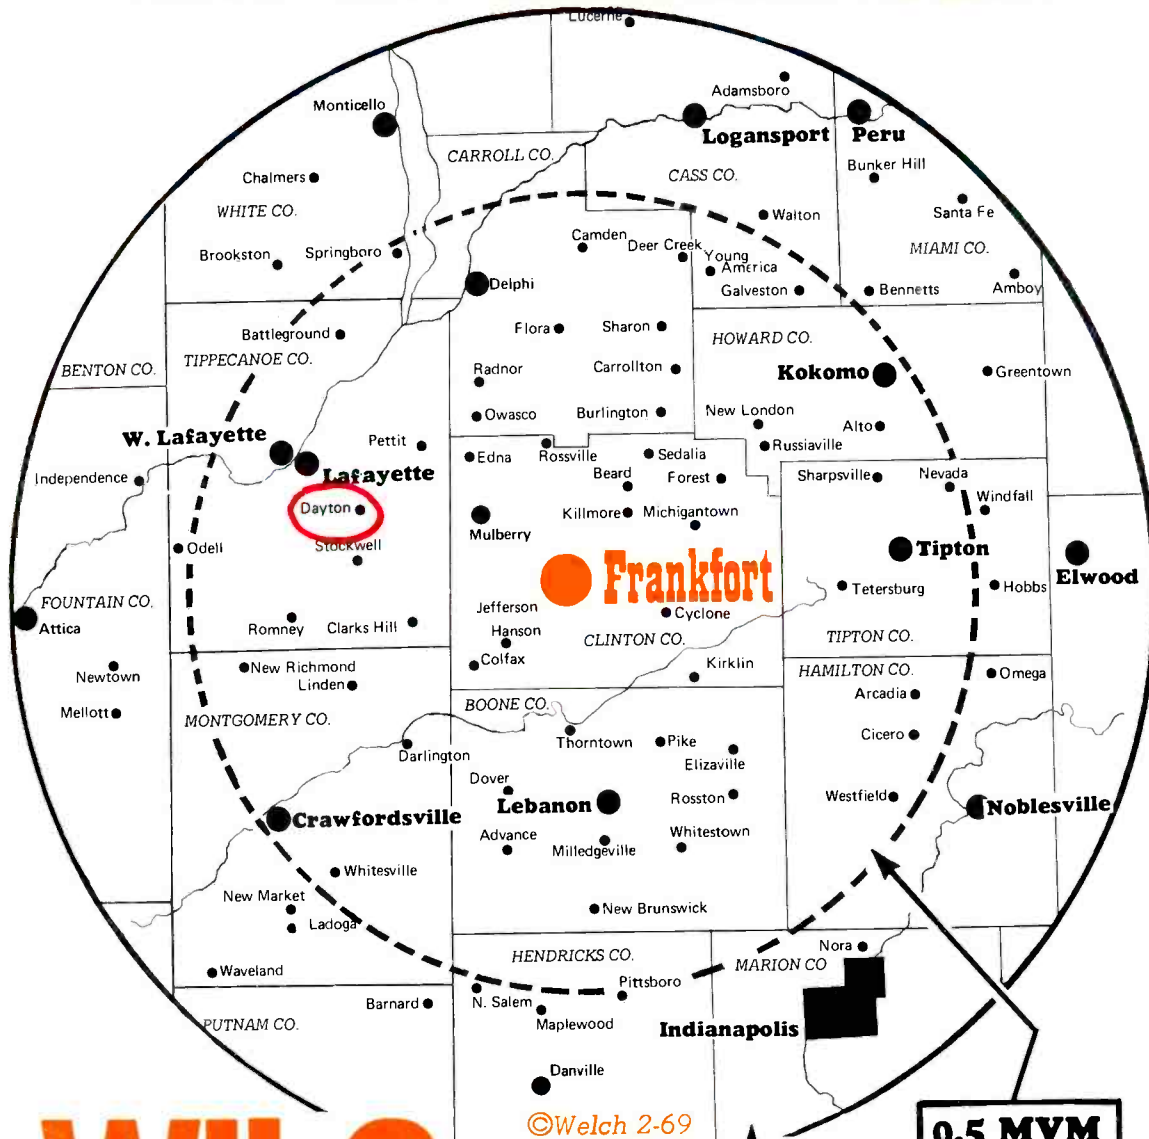 Lucerne
Adamsboro
Monticello
Logansport
Peru
CARROLL CO.
CASS CO.
Bunker Hill
Chalmers
WHITE CO.
Walton
Santa Fe
MIAMI CO.
Brookston
Springboro
Camden
Deer Creek
Young
America
Delphi
Galveston
Bennetts
Amboy
Battleground
Flora
Sharon
HOWARD CO.
BENTON CO.
TIPPECANOE CO.
Radnor
Carrollton
Kokomo
Greentown
Owasco
Burlington
New London
Alto
W. Lafayette
Pettit
Rossville
Russiaville
Independence
Lafayette
Edna
Sedalia
Beard
Forest
Sharpsville
Nevada
Windfall
Dayton
Mulberry
Killmore
Michigantown
Odell
Stockwell
Frankfort
Tipton
Elwood
FOUNTAIN CO.
Attica
Tetersburg
Hobbs
Jefferson
Cyclone
Romney
Clarks Hill
Hanson
CLINTON CO.
TIPTON CO.
Newtown
New Richmond
Linden
Colfax
Kirklin
HAMILTON CO.
Omega
Mellott
MONTGOMERY CO.
BOONE CO.
Arcadia
Darlington
Thorntown
Pike
Elizaville
Cicero
Dover
Lebanon
Rosston
Westfield
Noblesville
Crawfordsville
Advance
Milledgeville
Whitestown
Whitesville
New Market
Ladoga
New Brunswick
Waveland
HENDRICKS CO.
MARION CO
Nora
Barnard
N. Salem
Pittsboro
PUTNAM CO.
Maplewood
Indianapolis
Danville
©Welch 2-69
0.5 MVM